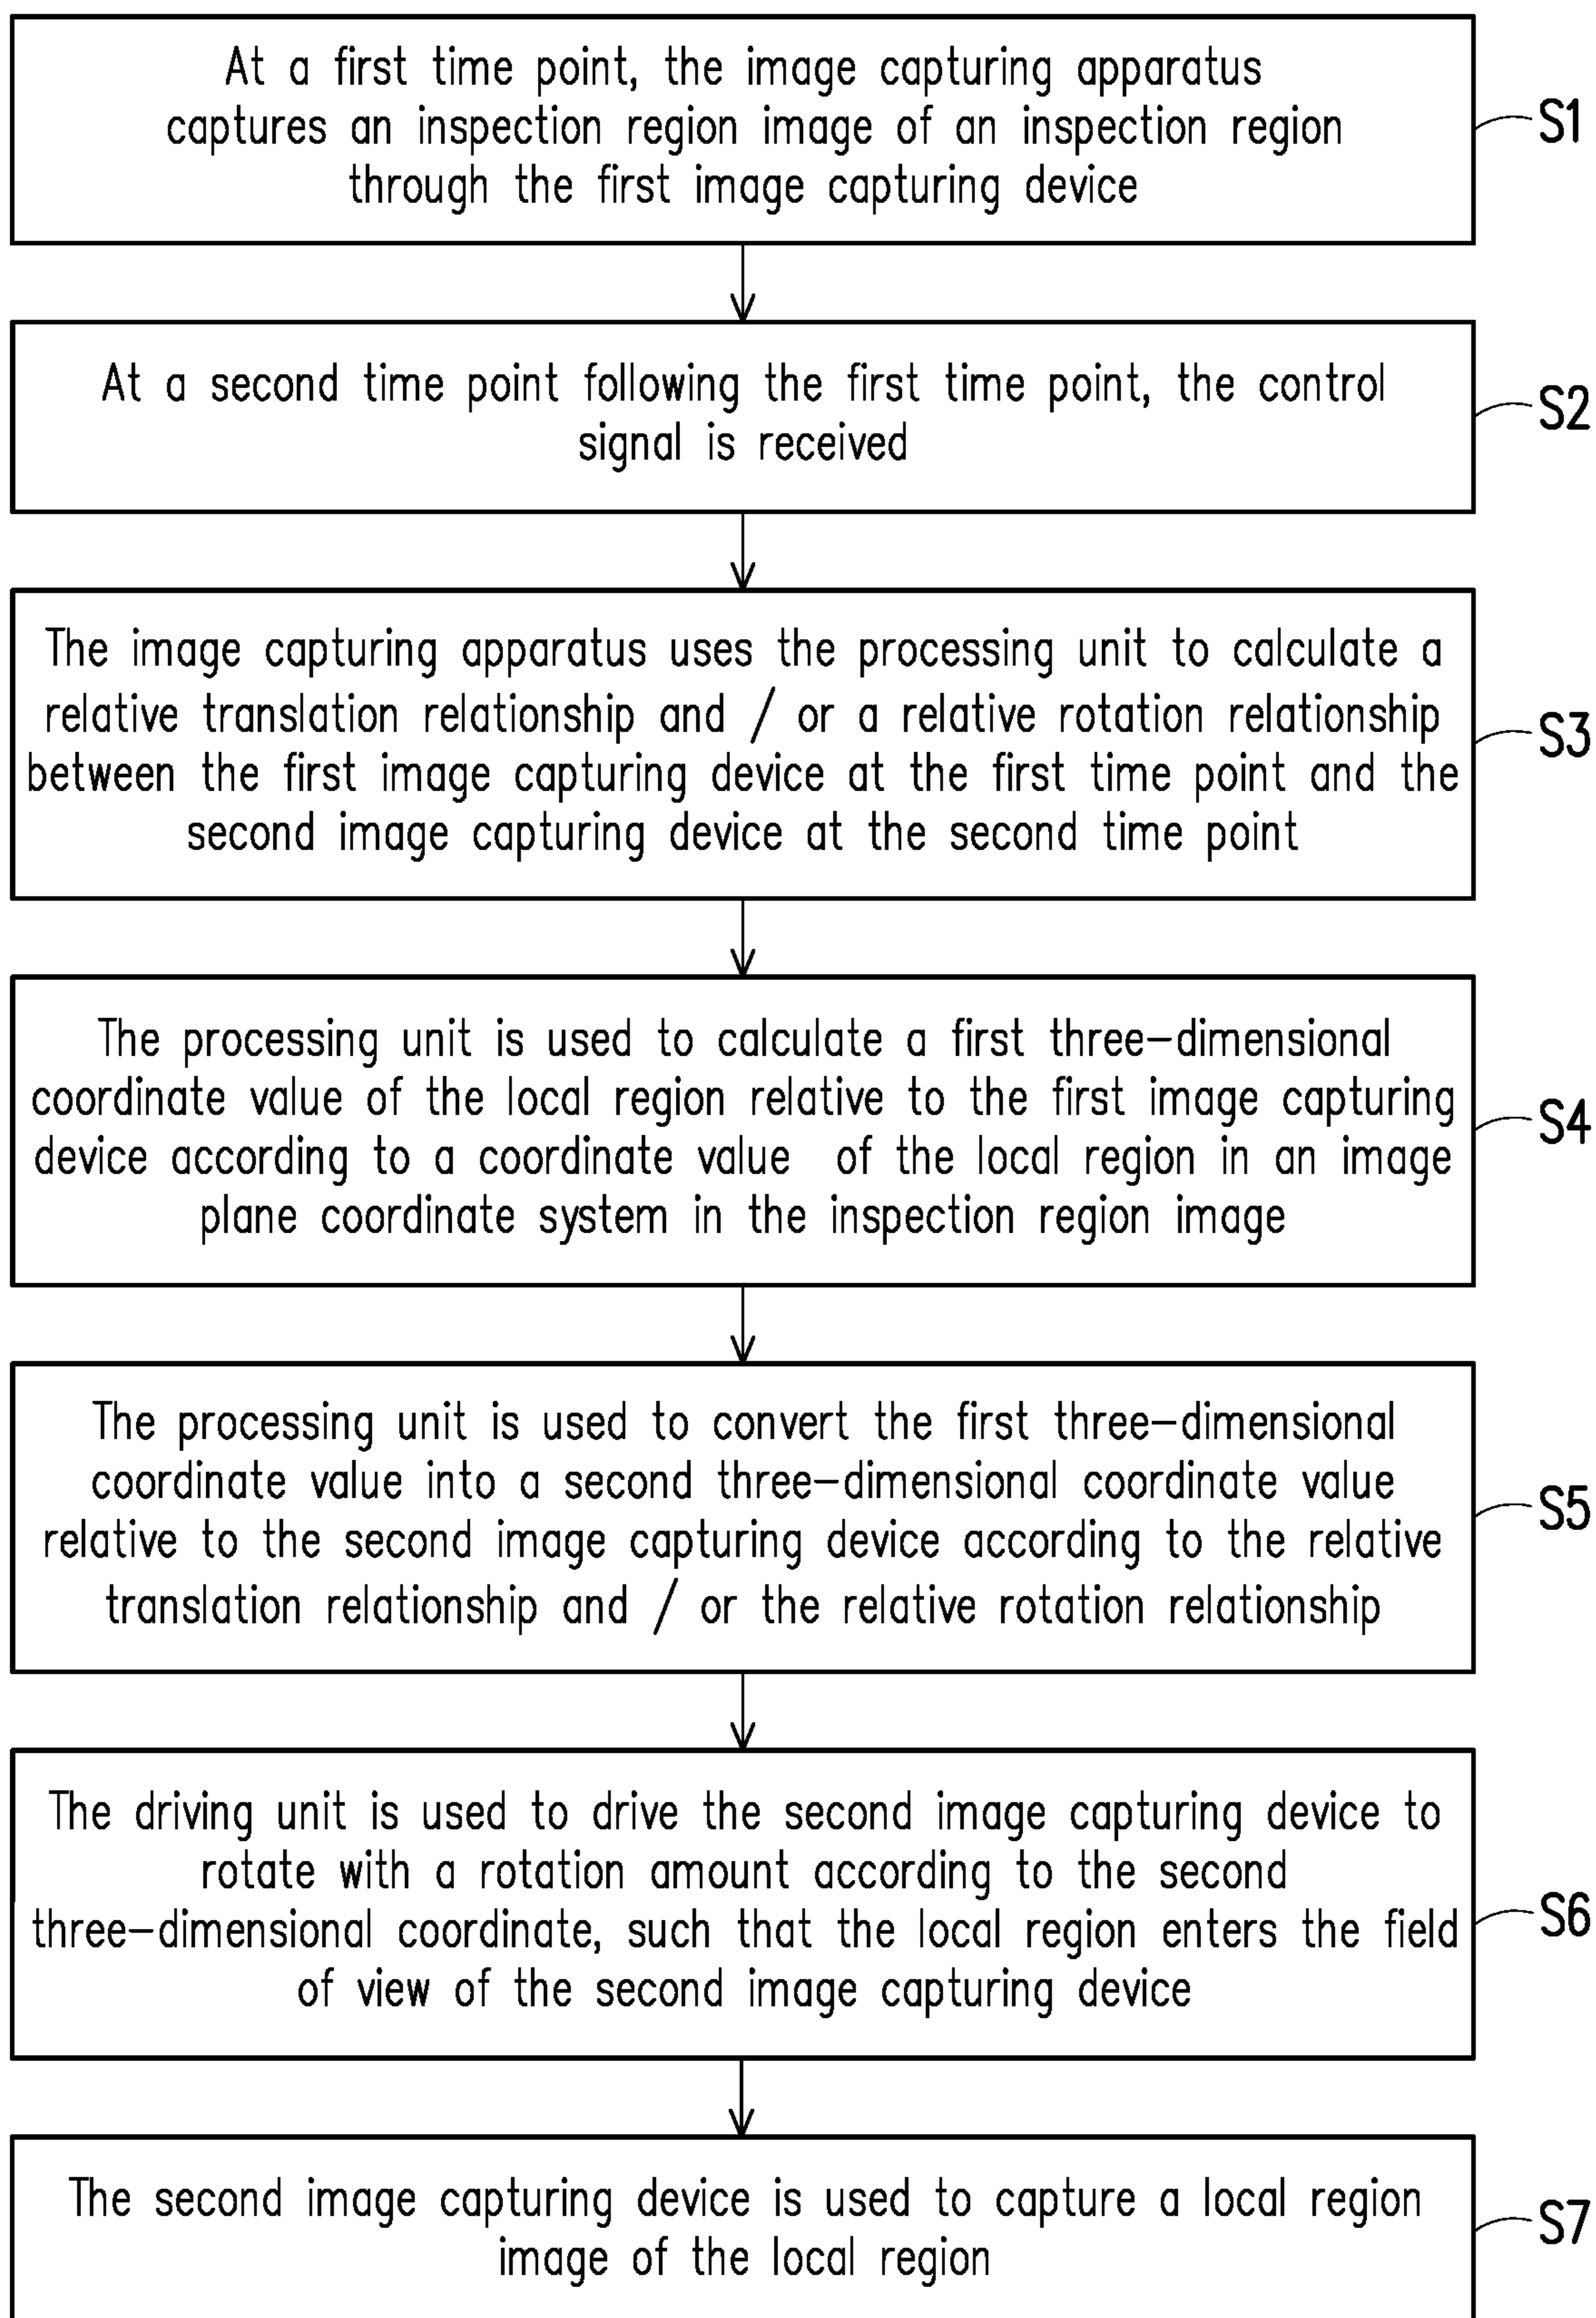 At a first time point, the image capturing apparatus
captures an inspection region image of an inspection region
through the first image capturing device
S1
At a second time point following the first time point, the control
signal is received
S2
The image capturing apparatus uses the processing unit to calculate a
relative translation relationship and / or a relative rotation relationship
between the first image capturing device at the first time point and the
second image capturing device at the second time point
S3
The processing unit is used to calculate a first three-dimensional
coordinate value of the local region relative to the first image capturing
device according to a coordinate value of the local region in an image
plane coordinate system in the inspection region image
S4
The processing unit is used to convert the first three-dimensional
coordinate value into a second three-dimensional coordinate value
relative to the second image capturing device according to the relative
translation relationship and / or the relative rotation relationship
S5
The driving unit is used to drive the second image capturing device to
rotate with a rotation amount according to the second
three-dimensional coordinate, such that the local region enters the field
of view of the second image capturing device
S6
The second image capturing device is used to capture a local region
image of the local region
S7